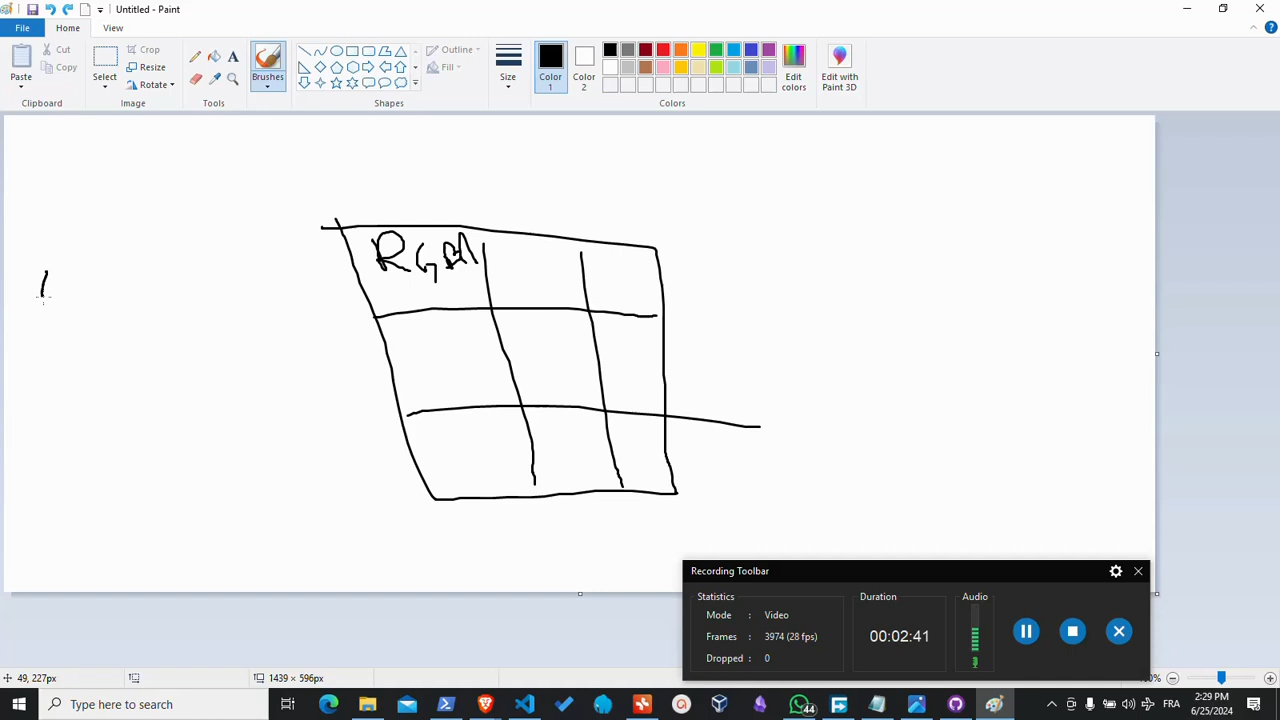 Untitled - Paint
File
Home
View
Paste
Cut
Copy
Clipboard
Select
Crop
Resize
Rotate
Image
Tools
Brushes
Shapes
Outline
Fill
Size
Color 1
Color 2
Edit colors
Edit with Paint 3D
Colors
Recording Toolbar
Statistics
Mode : Video
Frames : 3974 (28 fps)
Dropped : 0
Duration
00:02:41
Audio
49, 227px
1439 × 596px
Type here to search
44
FRA
2:29 PM
6/25/2024